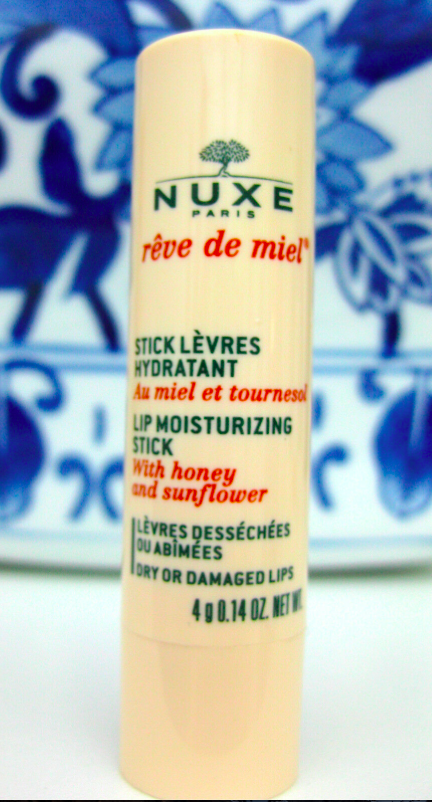 NUXE
PARIS
rêve de miel®
STICK LÈVRES
HYDRATANT
Au miel et tournesol
LIP MOISTURIZING
STICK
With honey
and sunflower
LÈVRES DESSÉCHÉES
OU ABÎMÉES
DRY OR DAMAGED LIPS
4 g 0.14 OZ. NET WT.